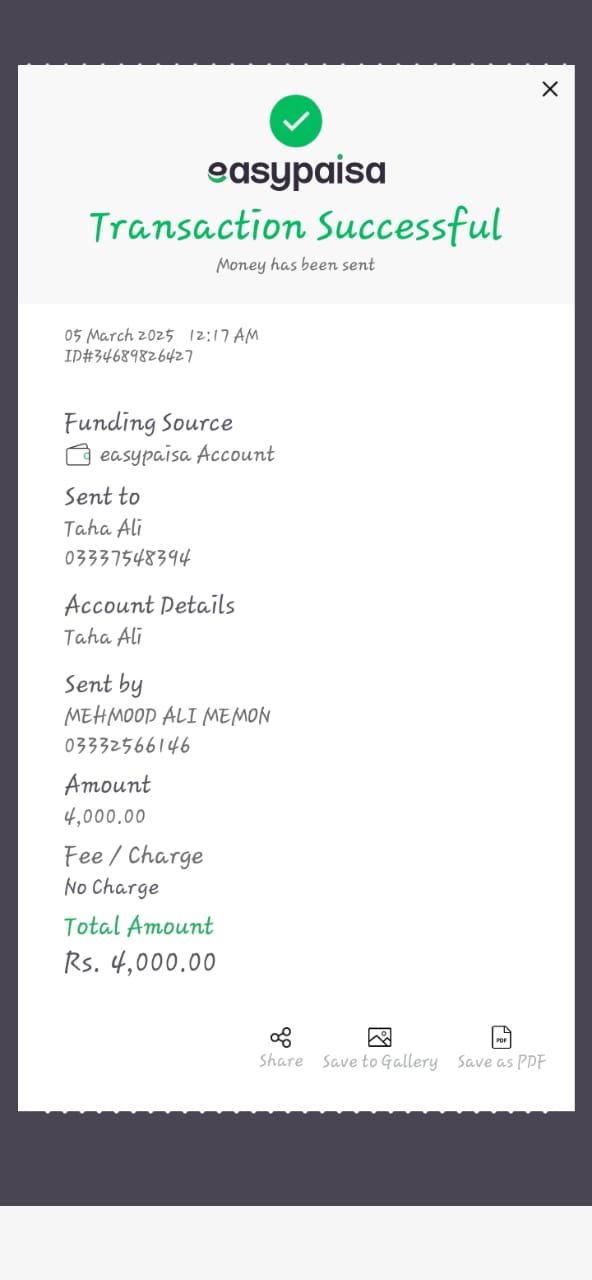 easypaisa
Transaction Successful
Money has been sent
05 March 2025 12:17 AM
ID#34689826427
Funding Source
easypaisa Account
Sent to
Taha Ali
03337548394
Account Details
Taha Ali
Sent by
MEHMOOD ALI MEMON
03332566146
Amount
4,000.00
Fee / Charge
No Charge
Total Amount
Rs. 4,000.00
PDF
Share Save to Gallery Save as PDF